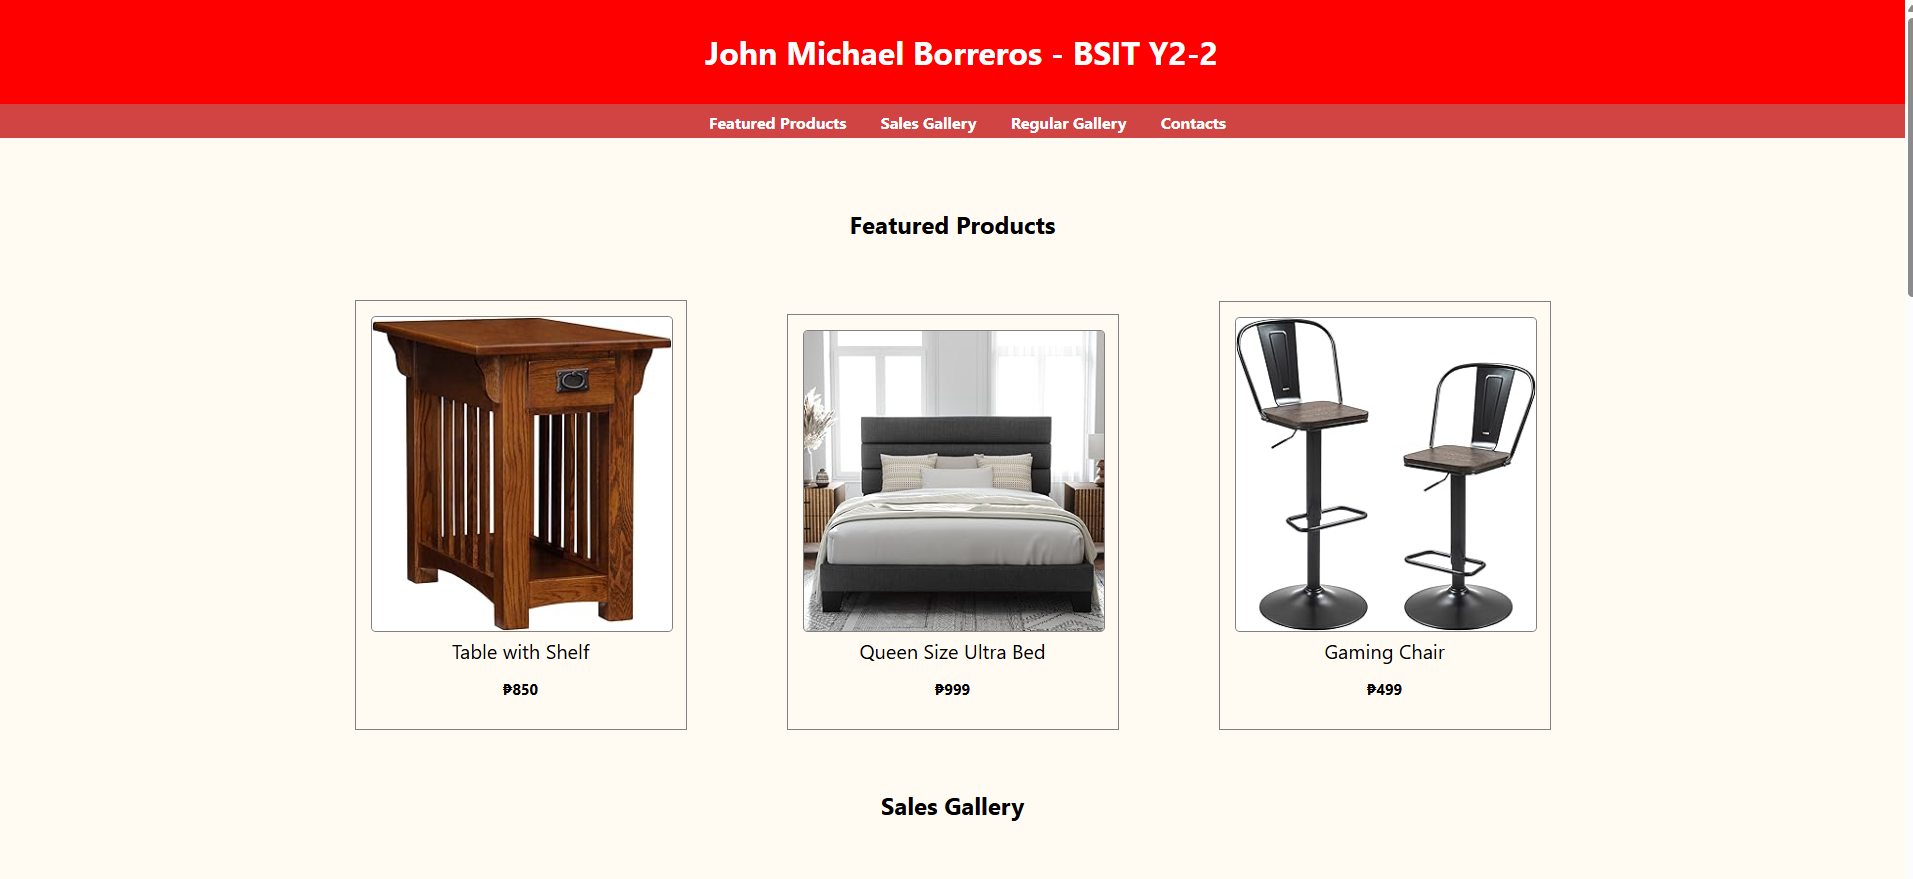 John Michael Borreros - BSIT Y2-2
Featured Products Sales Gallery Regular Gallery Contacts
Featured Products
Table with Shelf
₱850
Queen Size Ultra Bed
₱999
Gaming Chair
₱499
Sales Gallery